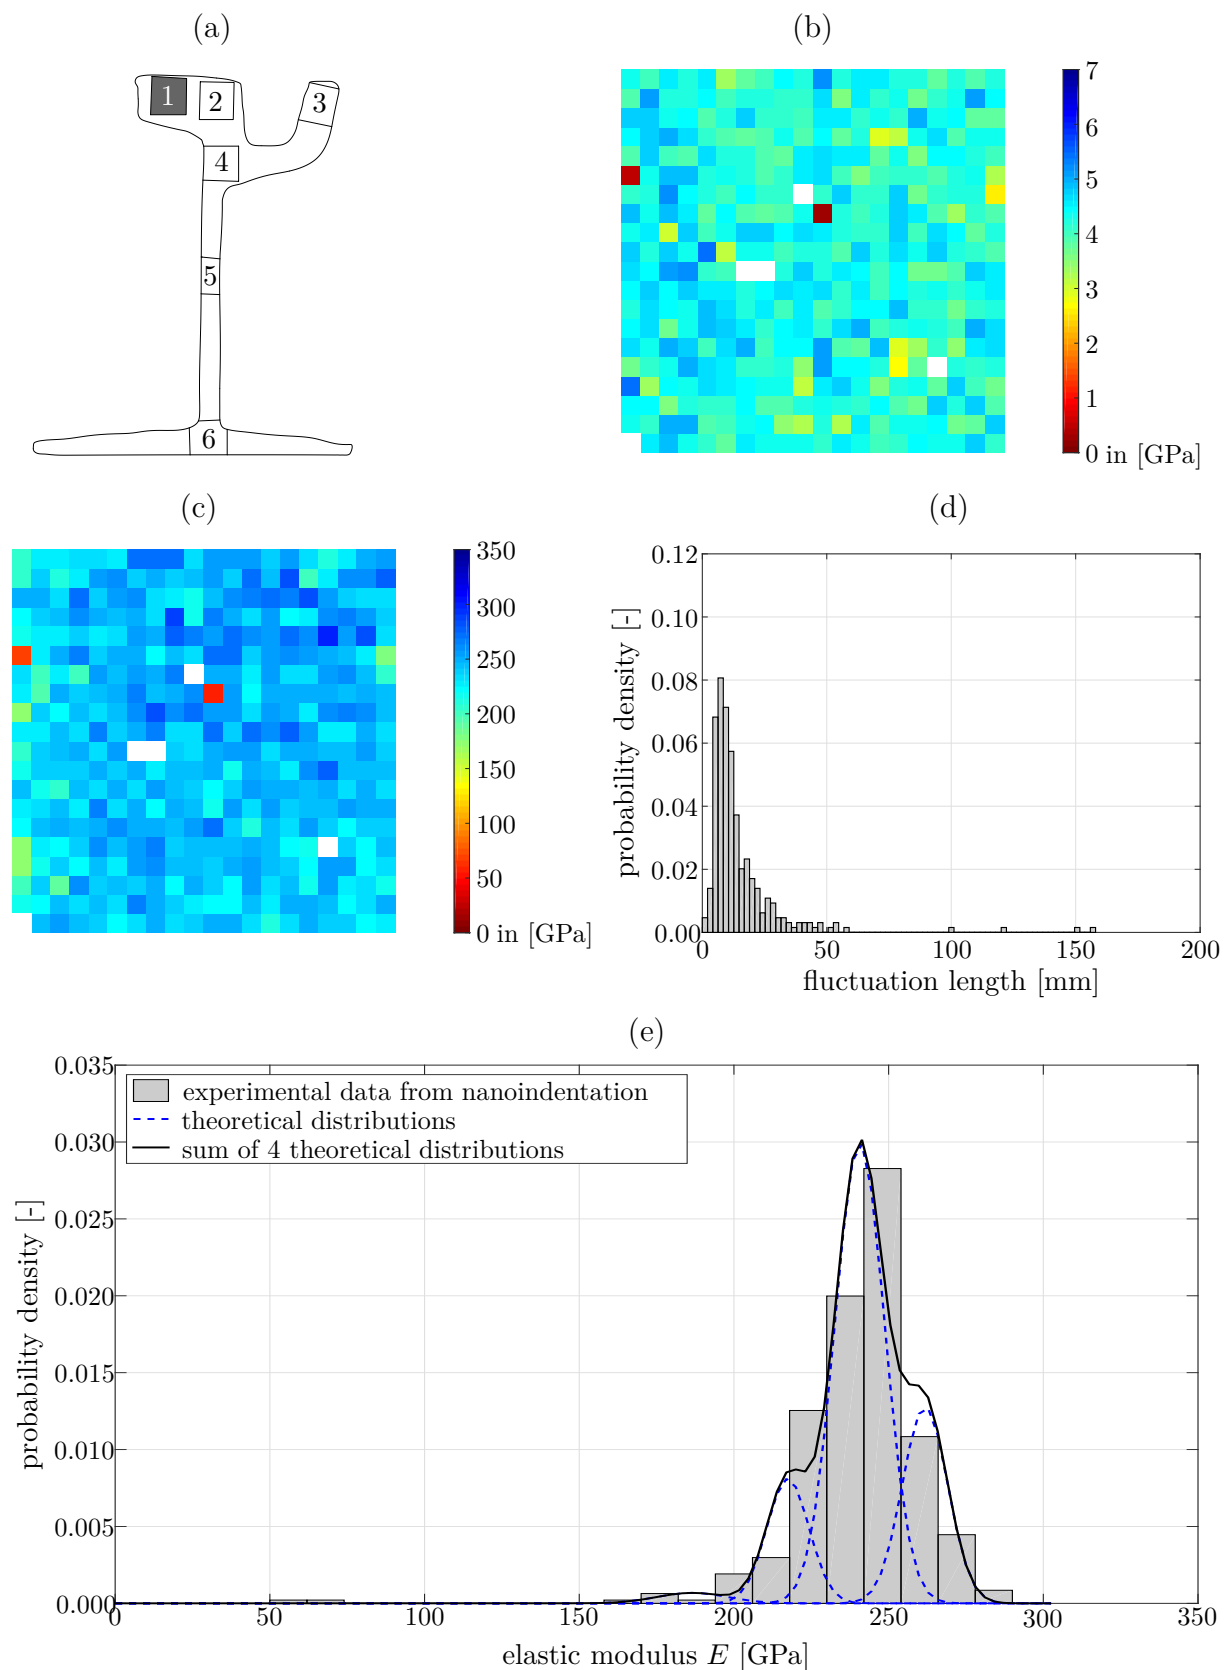 (a)
1
2
3
4
5
6
(b)
7
6
5
4
3
2
1
0 in [GPa]
(c)
350
300
250
200
150
100
50
0 in [GPa]
(d)
0.12
0.10
0.08
0.06
0.04
0.02
0.00
probability density [-]
0 50 100 150 200
fluctuation length [mm]
(e)
0.035
0.030
0.025
0.020
0.015
0.010
0.005
0.000
probability density [-]
experimental data from nanoindentation
theoretical distributions
sum of 4 theoretical distributions
0 50 100 150 200 250 300 350
elastic modulus E [GPa]